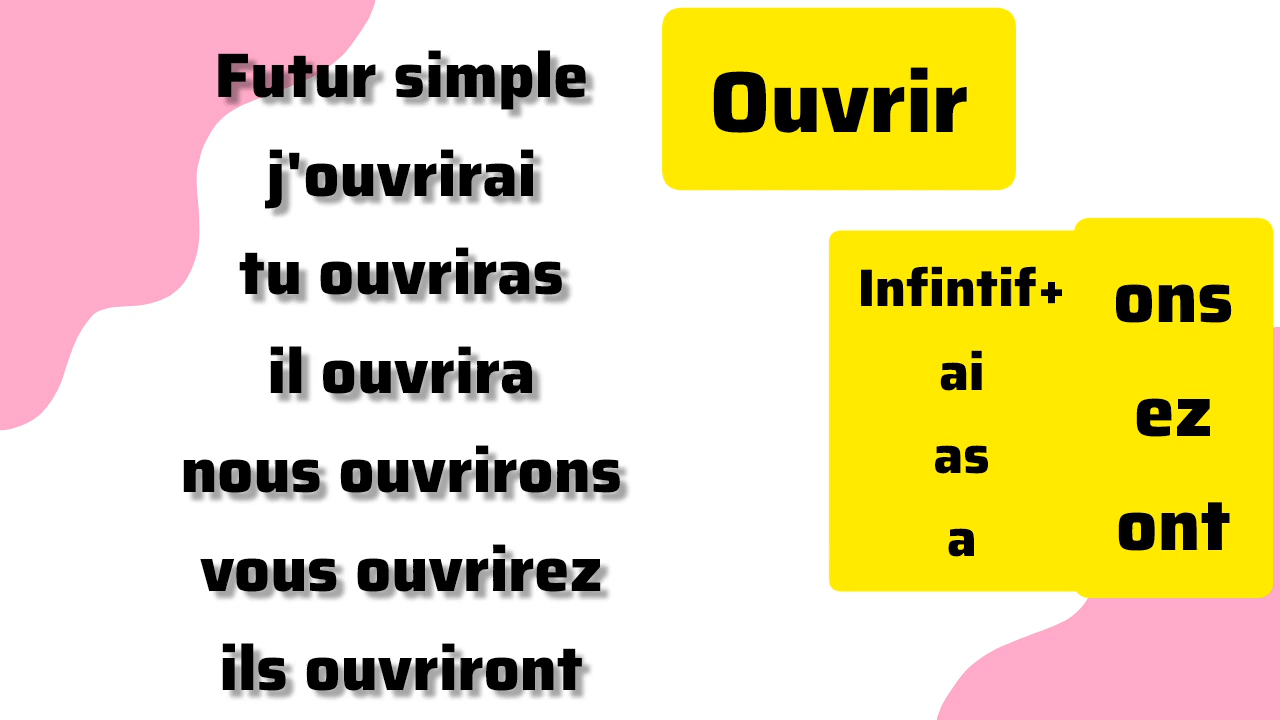 Futur simple
j'ouvrirai
tu ouvriras
il ouvrira
nous ouvrirons
vous ouvrirez
ils ouvriront
Ouvrir
Infintif+
ai
as
a
ons
ez
ont